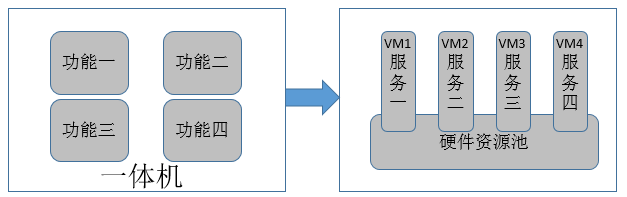 功能一
功能二
功能三
功能四
一体机
VM1
服务一
VM2
服务二
VM3
服务三
VM4
服务四
硬件资源池